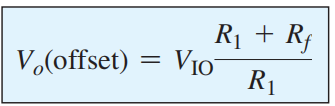 V_o(offset) = V_IO (R_1 + R_f) / R_1